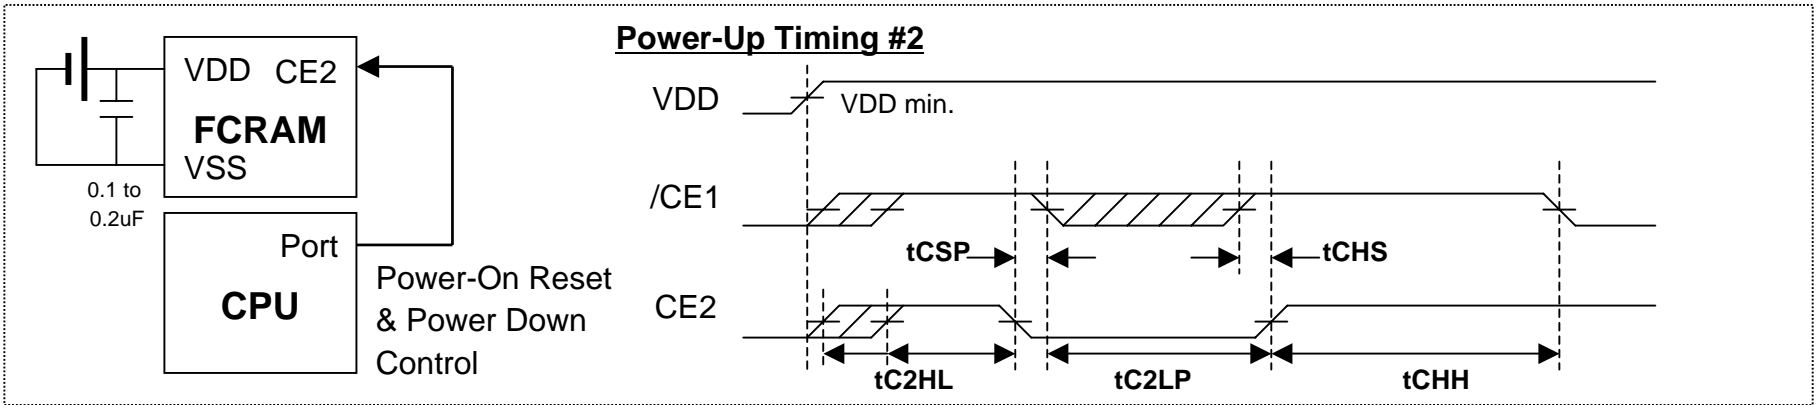 VDD CE2
FCRAM
VSS
0.1 to
0.2uF
Port
CPU
Power-On Reset
& Power Down
Control
Power-Up Timing #2
VDD
VDD min.
/CE1
tCSP
tCHS
CE2
tC2HL
tC2LP
tCHH